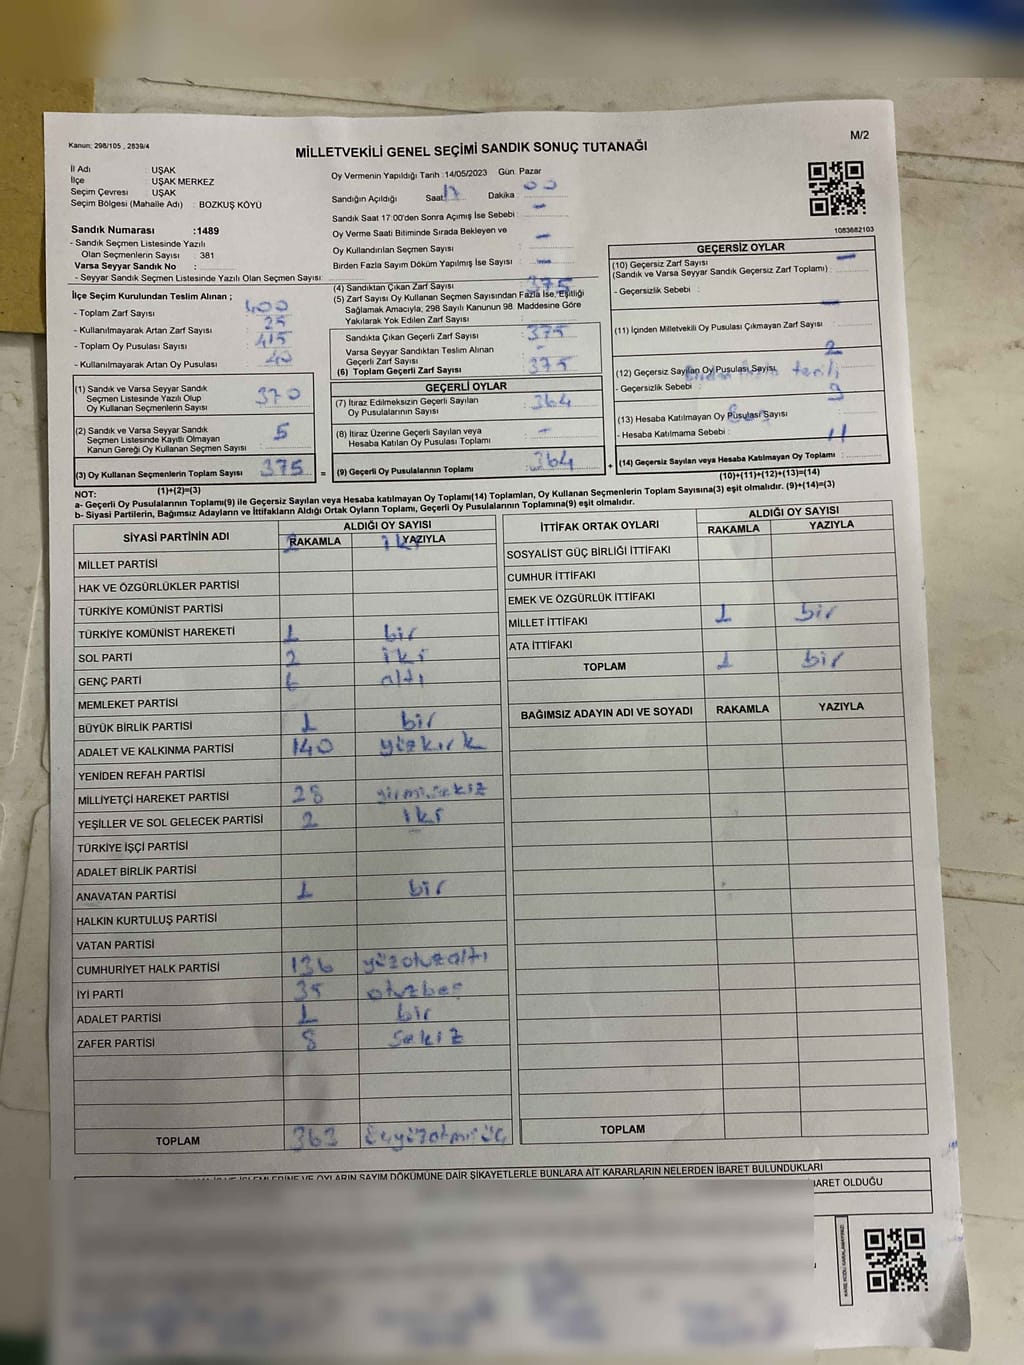 Kanun: 298/105 , 2839/4
M/2
MİLLETVEKİLİ GENEL SEÇİMİ SANDIK SONUÇ TUTANAĞI
İl Adı : UŞAK
İlçe : UŞAK MERKEZ
Seçim Çevresi : UŞAK
Seçim Bölgesi (Mahalle Adı) : BOZKUŞ KÖYÜ
Sandık Numarası :1489
- Sandık Seçmen Listesinde Yazılı
Olan Seçmenlerin Sayısı : 381
Varsa Seyyar Sandık No :
- Seyyar Sandık Seçmen Listesinde Yazılı Olan Seçmen Sayısı:
İlçe Seçim Kurulundan Teslim Alınan ;
- Toplam Zarf Sayısı : 400
- Kullanılmayarak Artan Zarf Sayısı : 25
- Toplam Oy Pusulası Sayısı : 415
- Kullanılmayarak Artan Oy Pusulası : 40
(1) Sandık ve Varsa Seyyar Sandık
Seçmen Listesinde Yazılı Olup
Oy Kullanan Seçmenlerin Sayısı : 370
(2) Sandık ve Varsa Seyyar Sandık
Seçmen Listesinde Kayıtlı Olmayan
Kanun Gereği Oy Kullanan Seçmen Sayısı : 5
(3) Oy Kullanan Seçmenlerin Toplam Sayısı : 375
(1)+(2)=(3)
Oy Vermenin Yapıldığı Tarih :14/05/2023 Gün: Pazar
Sandığın Açıldığı Saat: 17 Dakika : 00
Sandık Saat 17:00'den Sonra Açımış İse Sebebi : -
Oy Verme Saati Bitiminde Sırada Bekleyen ve
Oy Kullandırılan Seçmen Sayısı : -
Birden Fazla Sayım Döküm Yapılmış İse Sayısı : -
(4) Sandıktan Çıkan Zarf Sayısı : 375
(5) Zarf Sayısı Oy Kullanan Seçmen Sayısından Fazla İse, Eşitliği
Sağlamak Amacıyla, 298 Sayılı Kanunun 98. Maddesine Göre
Yakılarak Yok Edilen Zarf Sayısı :
Sandıkta Çıkan Geçerli Zarf Sayısı : 375
Varsa Seyyar Sandıktan Teslim Alınan
Geçerli Zarf Sayısı : -
(6) Toplam Geçerli Zarf Sayısı : 375
GEÇERLİ OYLAR
(7) İtiraz Edilmeksizin Geçerli Sayılan
Oy Pusulalarının Sayısı : 364
(8) İtiraz Üzerine Geçerli Sayılan veya
Hesaba Katılan Oy Pusulası Toplamı : -
= (9) Geçerli Oy Pusulalarının Toplamı : 364
1083682103
GEÇERSİZ OYLAR
(10) Geçersiz Zarf Sayısı -
(Sandık ve Varsa Seyyar Sandık Geçersiz Zarf Toplamı) :
- Geçersizlik Sebebi :
-
(11) İçinden Milletvekili Oy Pusulası Çıkmayan Zarf Sayısı :
2
(12) Geçersiz Sayılan Oy Pusulası Sayısı
- Geçersizlik Sebebi : 9
(13) Hesaba Katılmayan Oy Pusulası Sayısı :
- Hesaba Katılmama Sebebi : 11
+ (14) Geçersiz Sayılan veya Hesaba Katılmayan Oy Toplamı :
(10)+(11)+(12)+(13)=(14)
NOT:
a- Geçerli Oy Pusulalarının Toplamı(9) ile Geçersiz Sayılan veya Hesaba katılmayan Oy Toplamı(14) Toplamları, Oy Kullanan Seçmenlerin Toplam Sayısına(3) eşit olmalıdır. (9)+(14)=(3)
b- Siyasi Partilerin, Bağımsız Adayların ve İttifakların Aldığı Ortak Oyların Toplamı, Geçerli Oy Pusulalarının Toplamına(9) eşit olmalıdır.
SİYASİ PARTİNİN ADI ALDIĞI OY SAYISI
RAKAMLA YAZIYLA
2 iki
MİLLET PARTİSİ
HAK VE ÖZGÜRLÜKLER PARTİSİ
TÜRKİYE KOMÜNİST PARTİSİ
TÜRKİYE KOMÜNİST HAREKETİ 1 bir
SOL PARTİ 2 iki
GENÇ PARTİ 6 altı
MEMLEKET PARTİSİ
BÜYÜK BİRLİK PARTİSİ 1 bir
ADALET VE KALKINMA PARTİSİ 140 yüzkırk
YENİDEN REFAH PARTİSİ
MİLLİYETÇİ HAREKET PARTİSİ 28 yirmisekiz
YEŞİLLER VE SOL GELECEK PARTİSİ 2 iki
TÜRKİYE İŞÇİ PARTİSİ
ADALET BİRLİK PARTİSİ
ANAVATAN PARTİSİ 1 bir
HALKIN KURTULUŞ PARTİSİ
VATAN PARTİSİ
CUMHURİYET HALK PARTİSİ 136 yüzotuzaltı
İYİ PARTİ 35 otuzbeş
ADALET PARTİSİ 1 bir
ZAFER PARTİSİ 8 sekiz
TOPLAM 363 üçyüzatmışüç
İTTİFAK ORTAK OYLARI ALDIĞI OY SAYISI
RAKAMLA YAZIYLA
SOSYALİST GÜÇ BİRLİĞİ İTTİFAKI
CUMHUR İTTİFAKI
EMEK VE ÖZGÜRLÜK İTTİFAKI
MİLLET İTTİFAKI 1 bir
ATA İTTİFAKI
TOPLAM 1 bir
BAĞIMSIZ ADAYIN ADI VE SOYADI RAKAMLA YAZIYLA
TOPLAM
OYLARIN SAYIM DÖKÜMÜNE DAİR ŞİKAYETLERLE BUNLARA AİT KARARLARIN NELERDEN İBARET BULUNDUKLARI
İBARET OLDUĞU